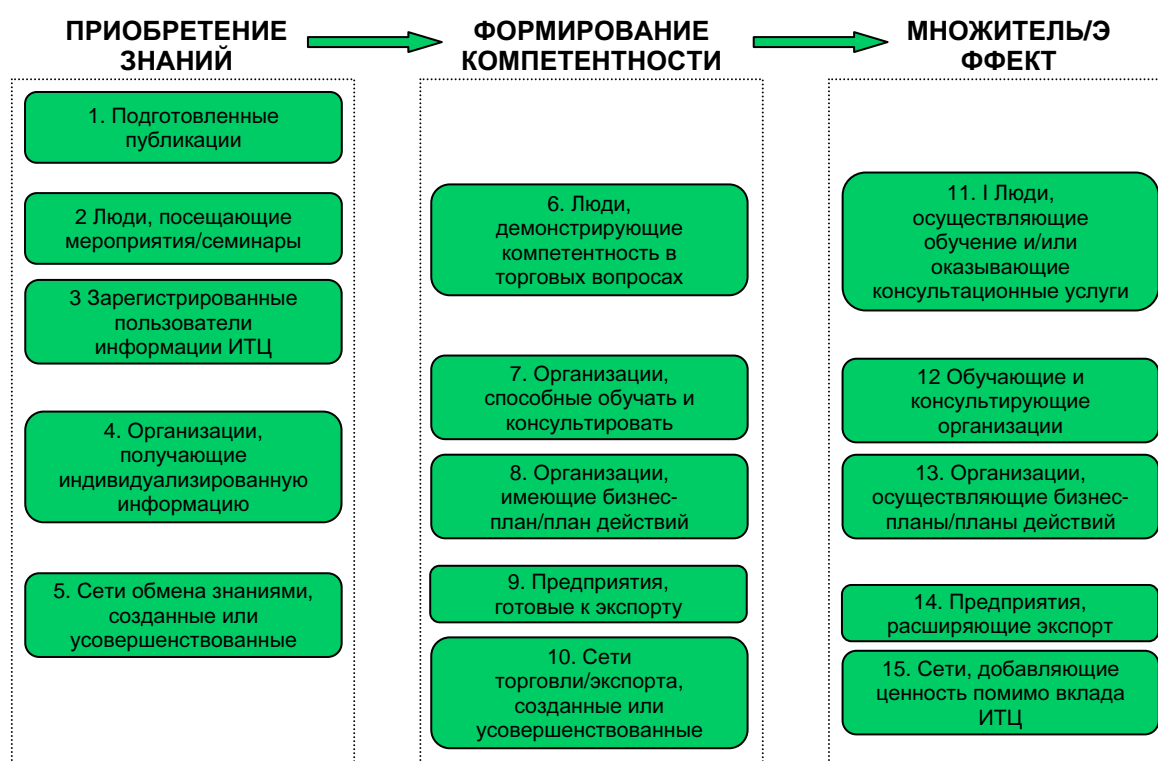 ПРИОБРЕТЕНИЕ
ЗНАНИЙ
ФОРМИРОВАНИЕ
КОМПЕТЕНТНОСТИ
МНОЖИТЕЛЬ/Э
ФФЕКТ
1. Подготовленные
публикации
2 Люди, посещающие
мероприятия/семинары
3 Зарегистрированные
пользователи
информации ИТЦ
4. Организации,
получающие
индивидуализированную
информацию
5. Сети обмена знаниями,
созданные или
усовершенствованные
6. Люди,
демонстрирующие
компетентность в
торговых вопросах
7. Организации,
способные обучать и
консультировать
8. Организации,
имеющие бизнес-
план/план действий
9. Предприятия,
готовые к экспорту
10. Сети
торговли/экспорта,
созданные или
усовершенствованные
11. I Люди,
осуществляющие
обучение и/или
оказывающие
консультационные услуги
12 Обучающие и
консультирующие
организации
13. Организации,
осуществляющие бизнес-
планы/планы действий
14. Предприятия,
расширяющие экспорт
15. Сети, добавляющие
ценность помимо вклада
ИТЦ